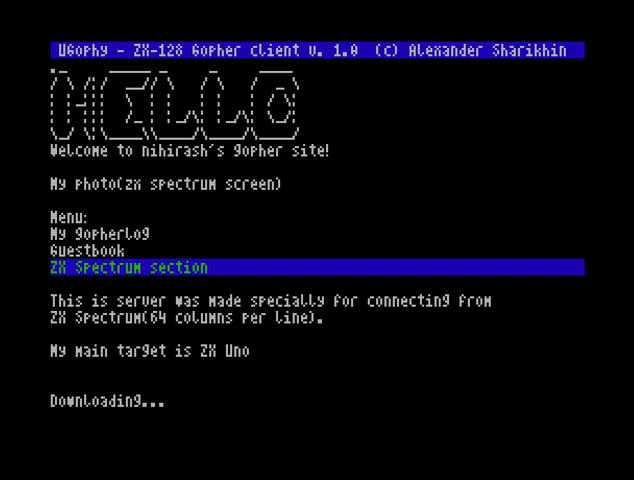 UGophy - ZX-128 Gopher client v. 1.0  (c) Alexander Sharikhin
HELLO
Welcome to nihirash's gopher site!
My photo(zx spectrum screen)
Menu:
My gopherlog
Guestbook
ZX Spectrum section
This is server was made specially for connecting from
ZX Spectrum(64 columns per line).
My main target is ZX Uno
Downloading...